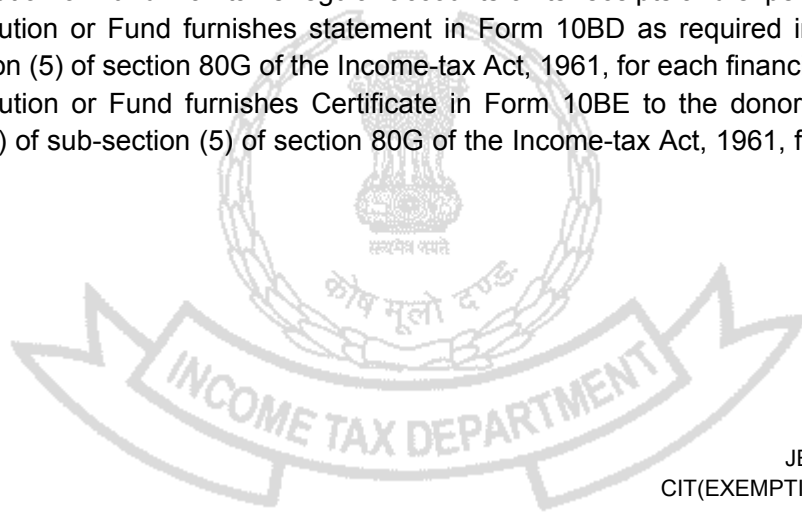 ution or Fund furnishes statement in Form 10BD as required i
on (5) of section 80G of the Income-tax Act, 1961, for each financ
ution or Fund furnishes Certificate in Form 10BE to the donor
) of sub-section (5) of section 80G of the Income-tax Act, 1961, f
सत्यमेव जयते
कोष मूलो दण्ड
INCOME TAX DEPARTMENT
JE
CIT(EXEMPTI